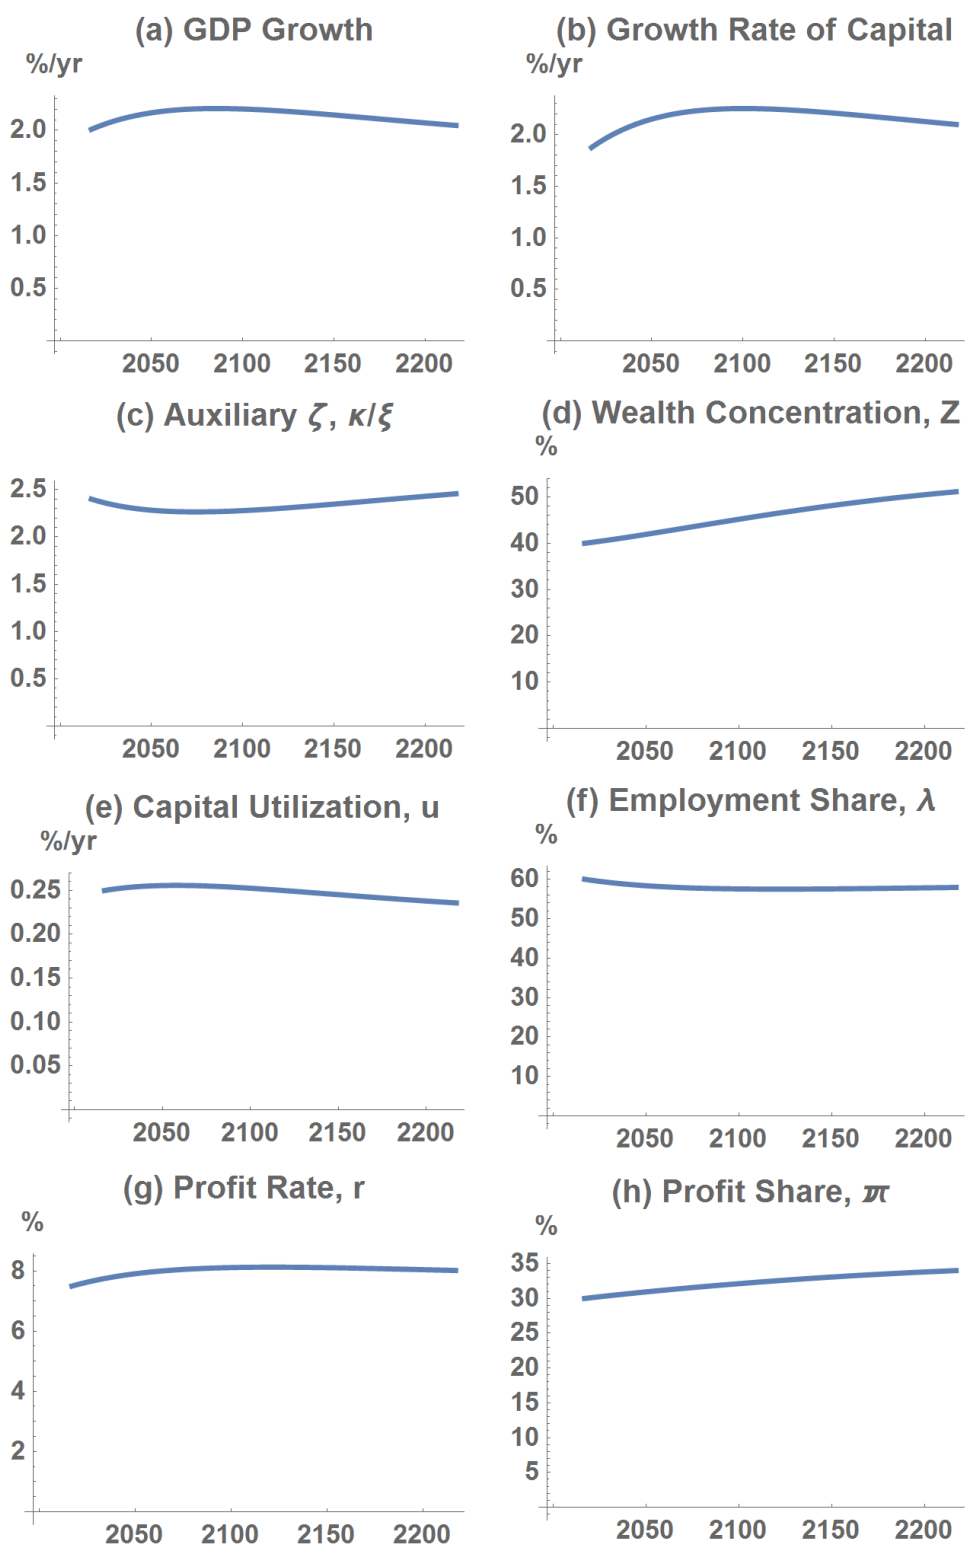 (a) GDP Growth
%/yr
2.0
1.5
1.0
0.5
2050 2100 2150 2200
(b) Growth Rate of Capital
%/yr
2.0
1.5
1.0
0.5
2050 2100 2150 2200
(c) Auxiliary ζ, κ/ξ
2.5
2.0
1.5
1.0
0.5
2050 2100 2150 2200
(d) Wealth Concentration, Z
%
50
40
30
20
10
2050 2100 2150 2200
(e) Capital Utilization, u
%/yr
0.25
0.20
0.15
0.10
0.05
2050 2100 2150 2200
(f) Employment Share, λ
%
60
50
40
30
20
10
2050 2100 2150 2200
(g) Profit Rate, r
%
8
6
4
2
2050 2100 2150 2200
(h) Profit Share, π
%
35
30
25
20
15
10
5
2050 2100 2150 2200